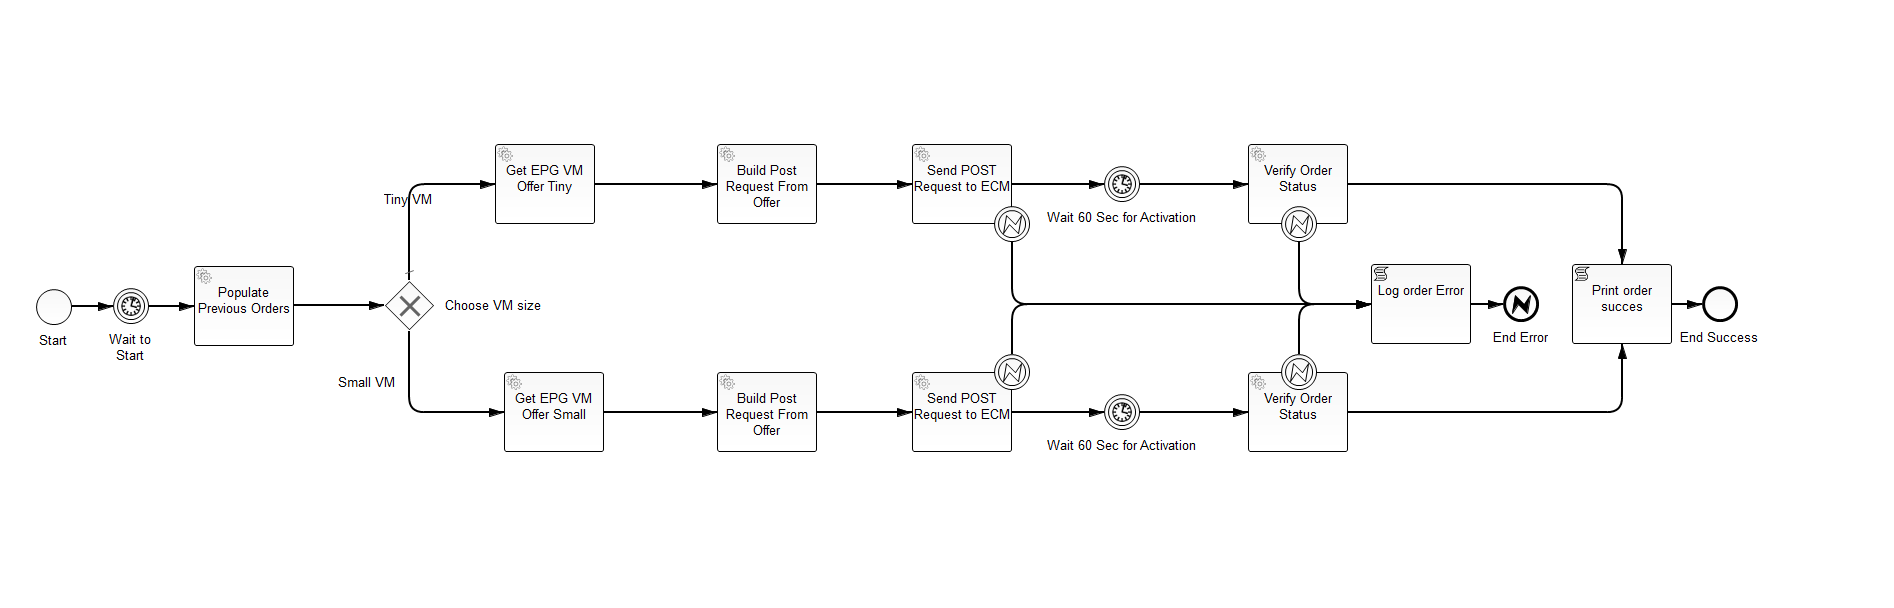 Start
Wait to
Start
Populate
Previous Orders
Choose VM size
Tiny VM
Get EPG VM
Offer Tiny
Build Post
Request From
Offer
Send POST
Request to ECM
Wait 60 Sec for Activation
Verify Order
Status
Small VM
Get EPG VM
Offer Small
Build Post
Request From
Offer
Send POST
Request to ECM
Wait 60 Sec for Activation
Verify Order
Status
Log order Error
End Error
Print order
succes
End Success